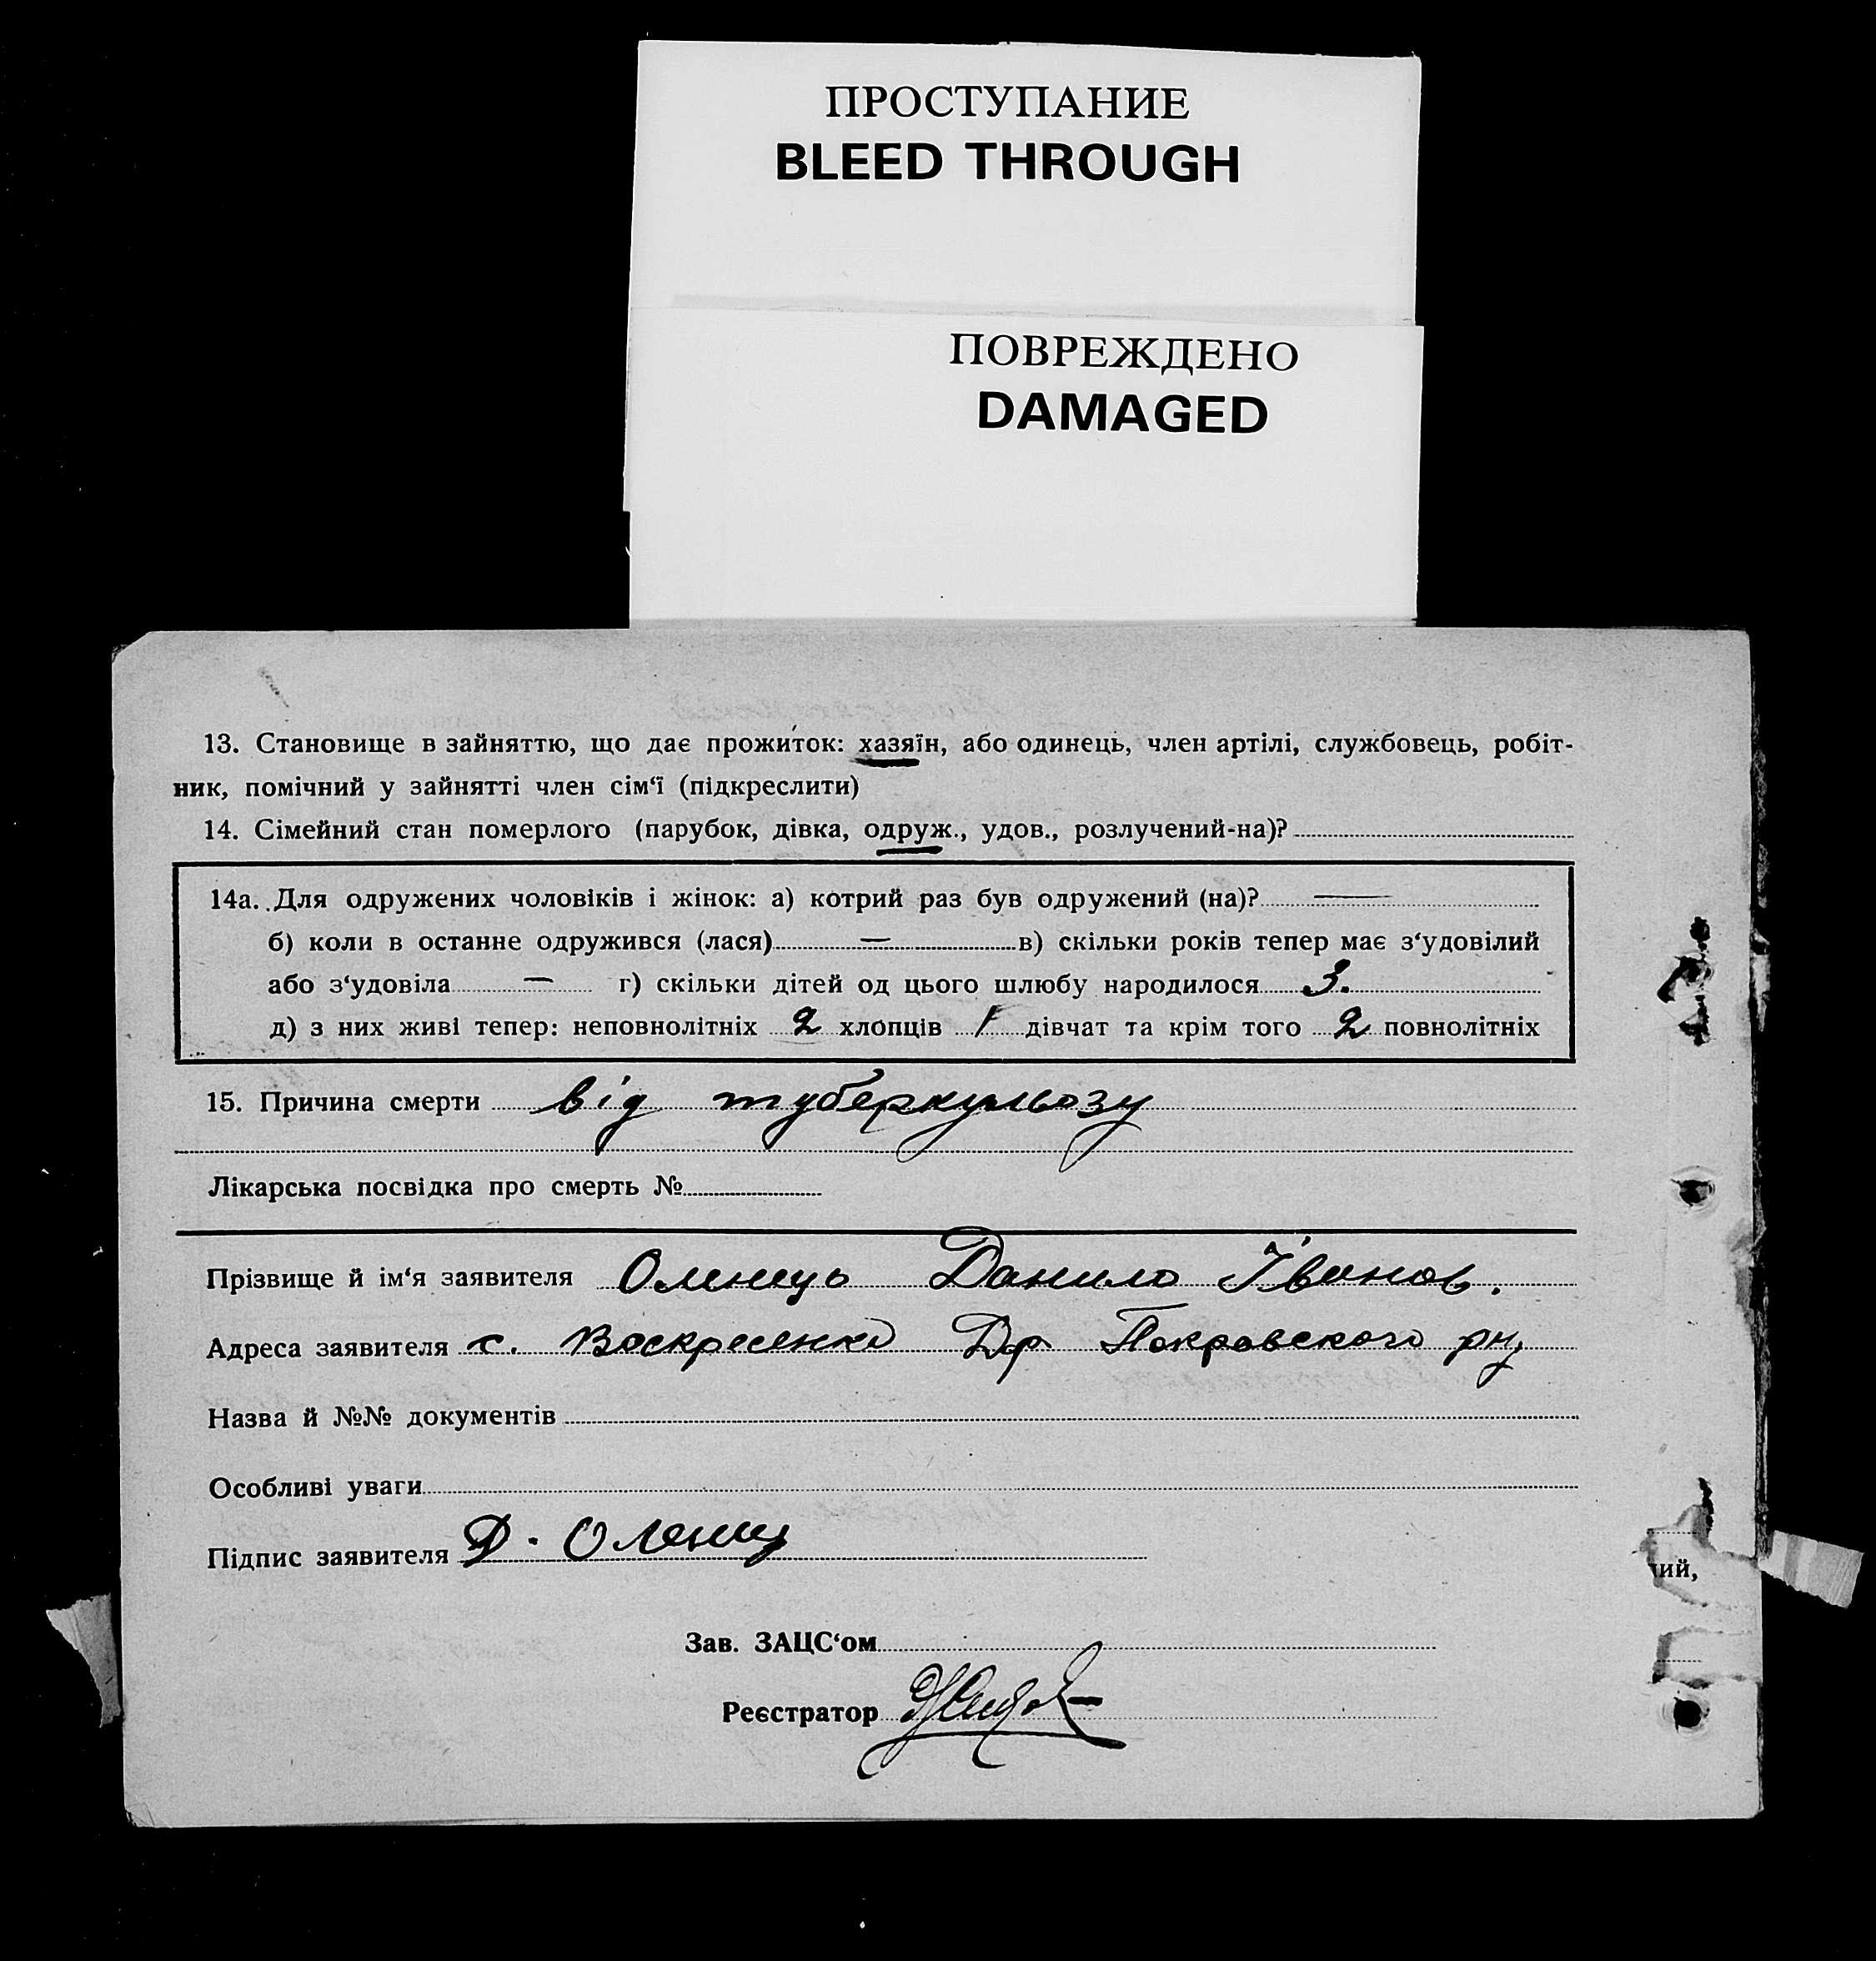 ПРОСТУПАНИЕ
BLEED THROUGH
ПОВРЕЖДЕНО
DAMAGED
13. Становище в зайняттю, що дає прожиток: хазяїн, або одинець, член артілі, службовець, робіт-
ник, помічний у зайнятті член сім‘ї (підкреслити)
14. Сімейний стан померлого (парубок, дівка, одруж., удов., розлучений-на)?
14а. Для одружених чоловіків і жінок: а) котрий раз був одружений (на)? —
б) коли в останне одружився (лася) — в) скільки років тепер має з‘удовілий
або з‘удовіла — г) скільки дітей од цього шлюбу народилося 3.
д) з них живі тепер: неповнолітніх 2 хлопців 1 дівчат та крім того 2 повнолітніх
15. Причина смерти від туберкульозу
Лікарська посвідка про смерть №
Прізвище й ім‘я заявителя Оленець Данило Іванов.
Адреса заявителя с. Воскресенка Покровского
Назва й №№ документів
Особливі уваги
Підпис заявителя Д. Оленец
ий,
Зав. ЗАЦС‘ом
Реєстратор